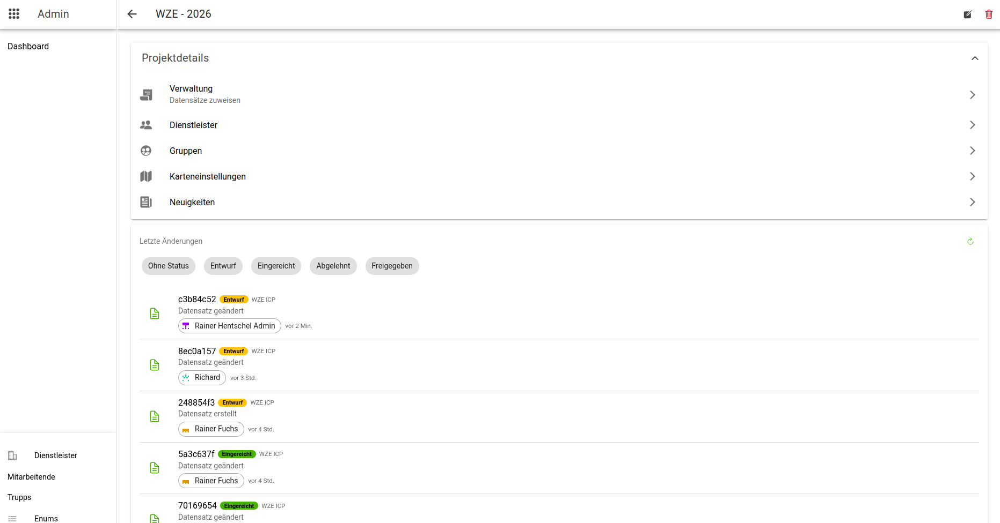 Admin
WZE - 2026
Dashboard
Projektdetails
Verwaltung
Datensätze zuweisen
Dienstleister
Gruppen
Karteneinstellungen
Neuigkeiten
Letzte Änderungen
Ohne Status
Entwurf
Eingereicht
Abgelehnt
Freigegeben
c3b84c52 Entwurf WZE ICP
Datensatz geändert
Rainer Hentschel Admin vor 2 Min.
8ec0a157 Entwurf WZE ICP
Datensatz geändert
Richard vor 3 Std.
248854f3 Entwurf WZE ICP
Datensatz erstellt
Rainer Fuchs vor 4 Std.
5a3c637f Eingereicht WZE ICP
Datensatz geändert
Rainer Fuchs vor 4 Std.
70169654 Eingereicht WZE ICP
Datensatz geändert
Dienstleister
Mitarbeitende
Trupps
Enums